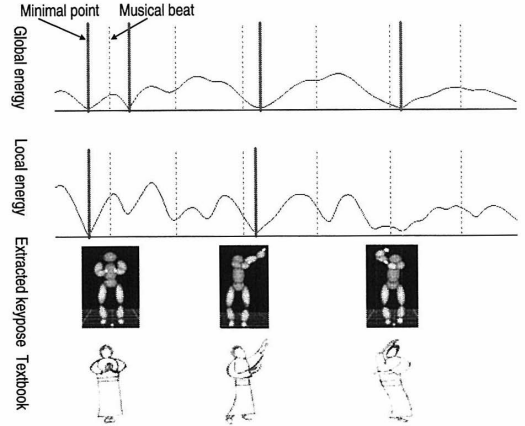 Minimal point
Musical beat
Global energy
Local energy
Extracted keypose
Textbook